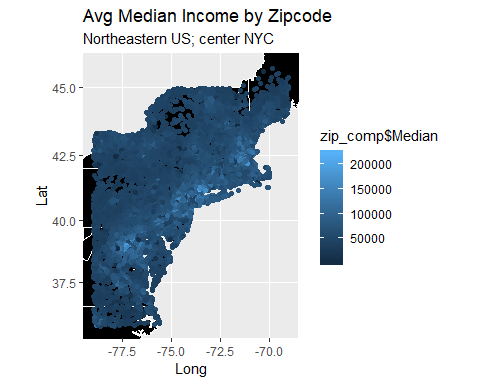 Avg Median Income by Zipcode
Northeastern US; center NYC
45.0
42.5
40.0
37.5
Lat
-77.5
-75.0
-72.5
-70.0
Long
zip_comp$Median
200000
150000
100000
50000